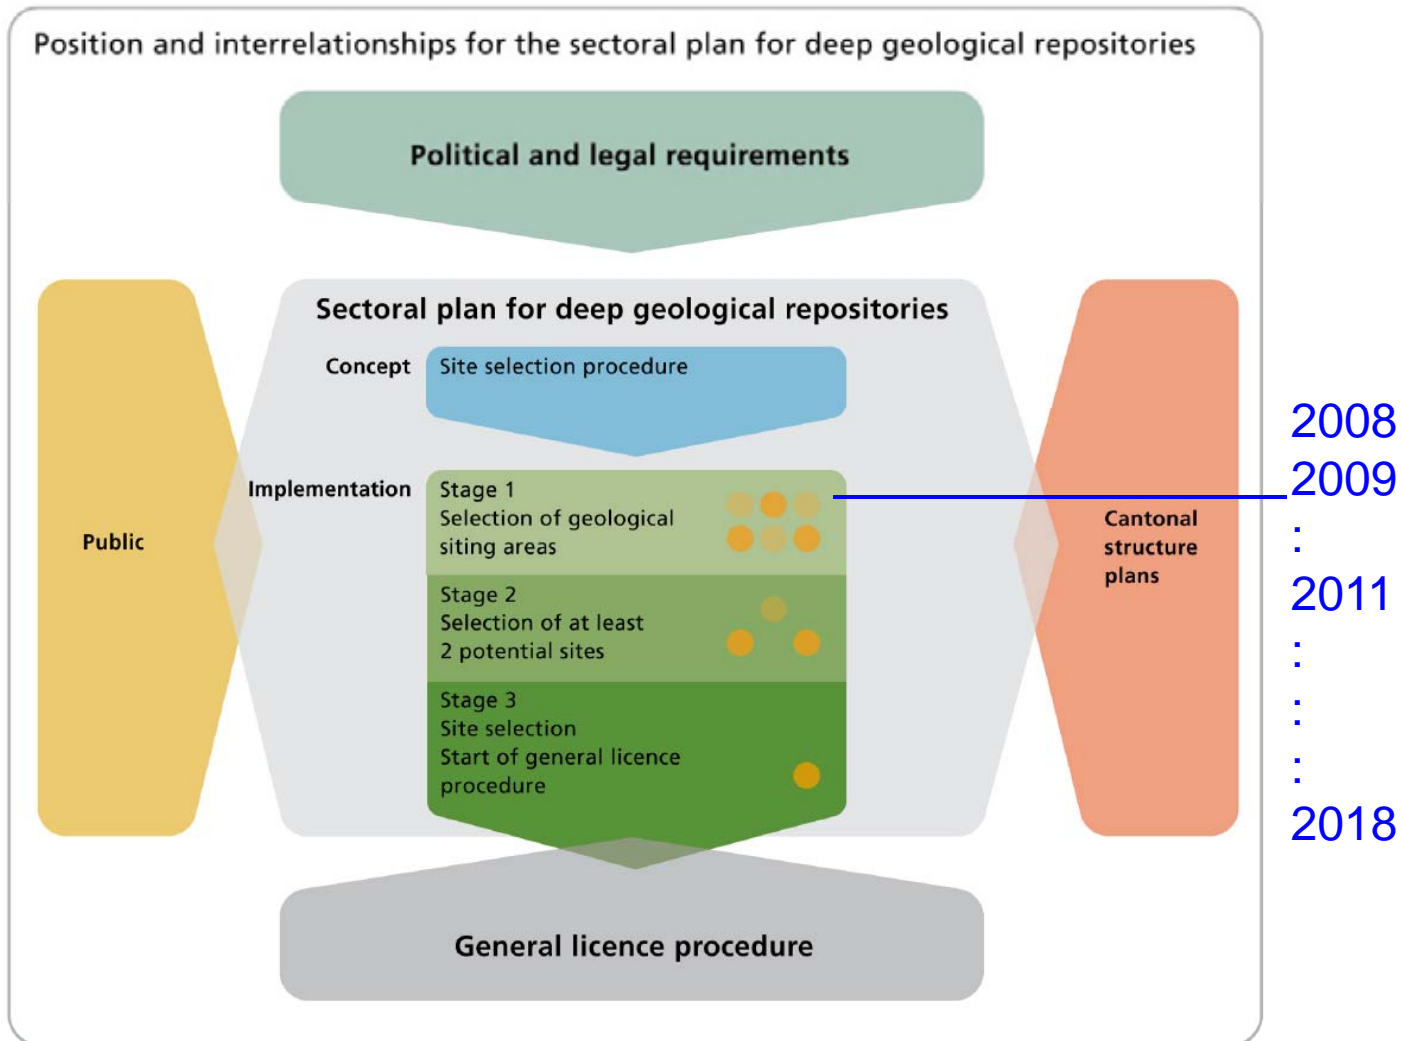 Position and interrelationships for the sectoral plan for deep geological repositories
Political and legal requirements
Sectoral plan for deep geological repositories
Concept
Site selection procedure
Implementation
Stage 1
Selection of geological
siting areas
Stage 2
Selection of at least
2 potential sites
Stage 3
Site selection
Start of general licence
procedure
Public
Cantonal
structure
plans
General licence procedure
2008
2009
:
2011
:
:
:
2018